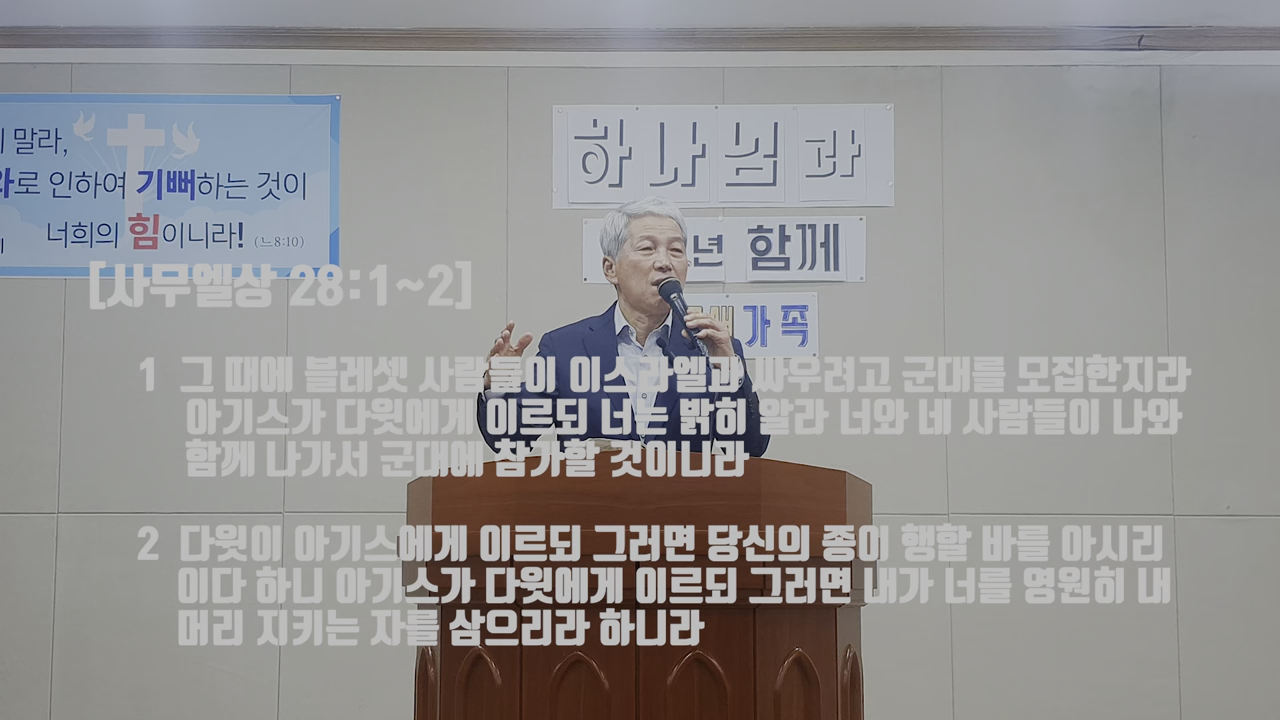 말라,
로 인하여 기뻐하는 것이
너희의 힘이니라! (느8:10)
하나님과
년 함께
가족
[사무엘상 28:1~2]
1 그 때에 블레셋 사람들이 이스라엘과 싸우려고 군대를 모집한지라
아기스가 다윗에게 이르되 너는 밝히 알라 너와 네 사람들이 나와
함께 나가서 군대에 참가할 것이니라
2 다윗이 아기스에게 이르되 그러면 당신의 종이 행할 바를 아시리
이다 하니 아기스가 다윗에게 이르되 그러면 내가 너를 영원히 내
머리 지키는 자를 삼으리라 하니라